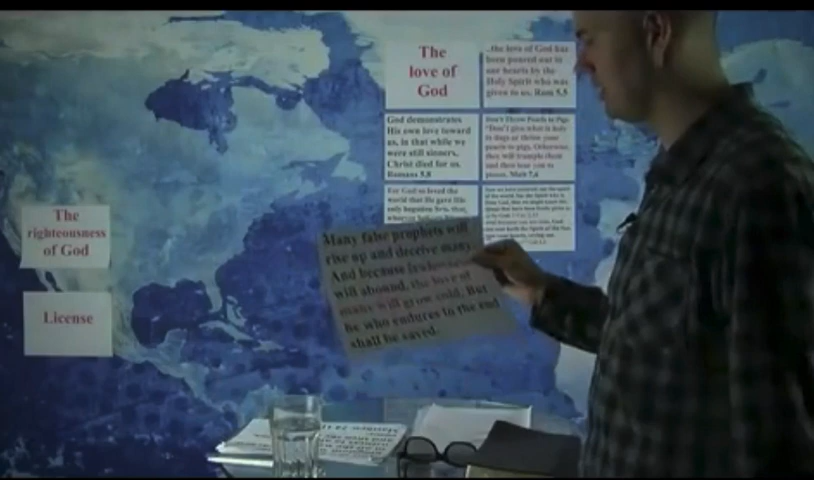 The
love of
God
..the love of God has
been poured out in
our hearts by the
Holy Spirit who was
given to us. Rom 5,5
God demonstrates
His own love toward
us, in that while we
were still sinners,
Christ died for us.
Romans 5,8
Don't Throw Pearls to Pigs
"Don't give what is holy
to dogs or throw your
pearls to pigs, Otherwise,
they will trample them
and then tear you to
pieces. Matt 7,6
For God so loved the
world that He gave His
only begotten Son, that
The
righteousness
of God
License
Many false prophets will
rise up and deceive many.
And because
will abound, the love of
many will grow cold. But
he who endures to the end
shall be saved.